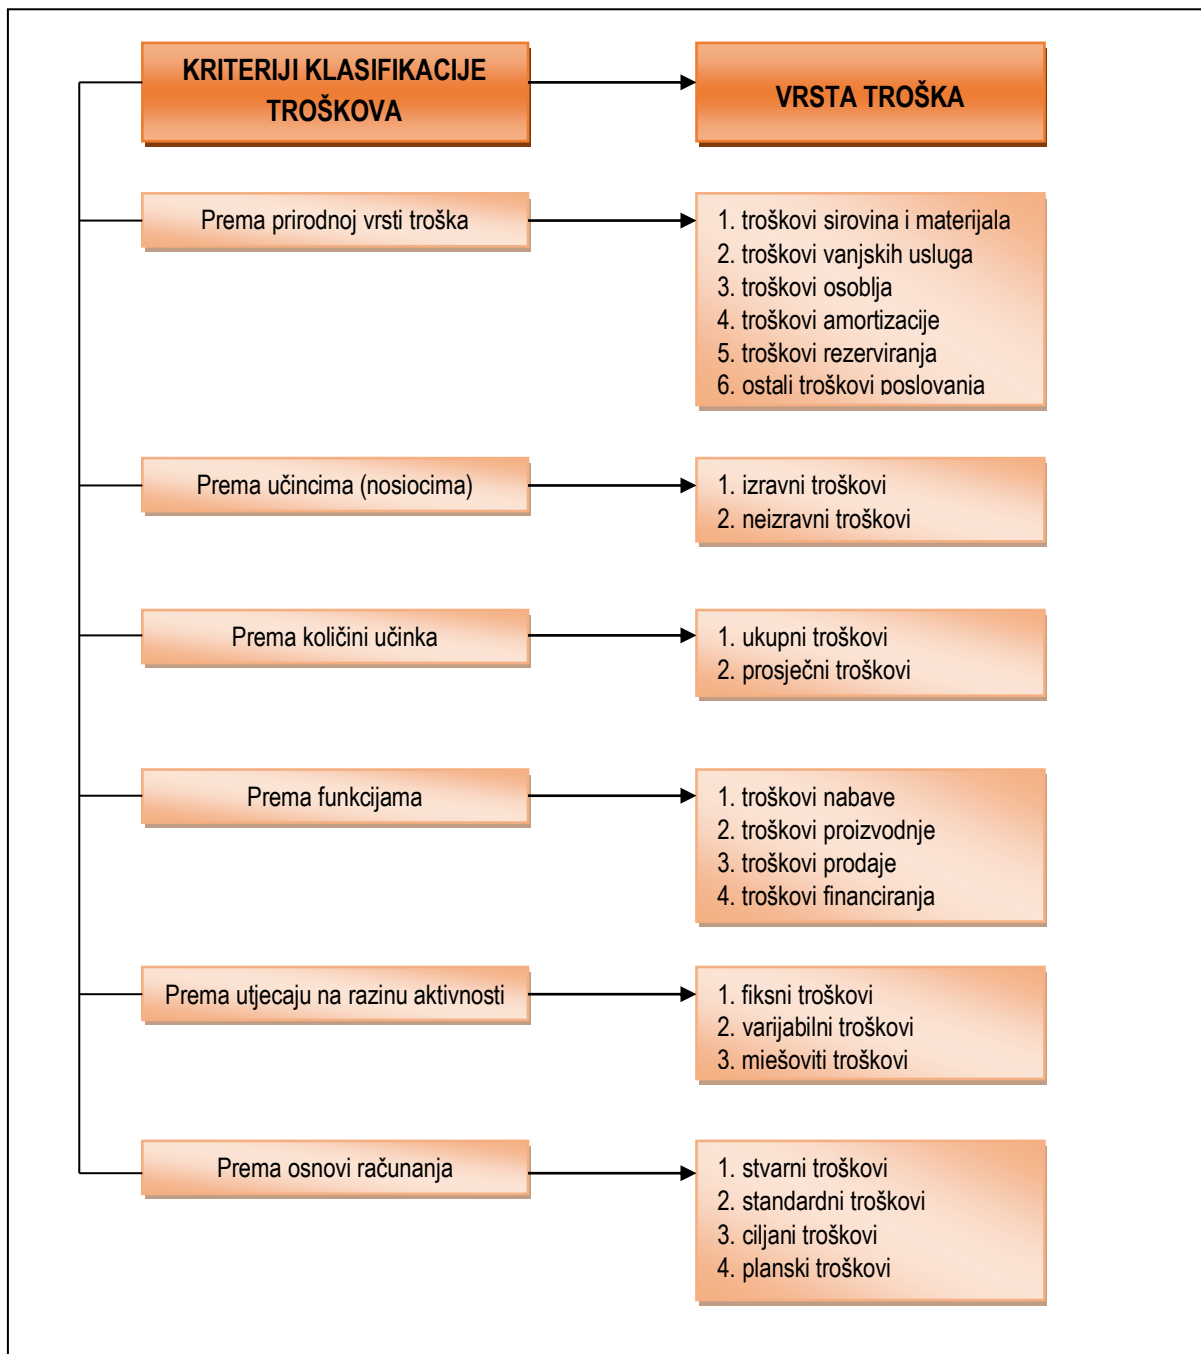 KRITERIJI KLASIFIKACIJE
TROŠKOVA
VRSTA TROŠKA
Prema prirodnoj vrsti troška
1. troškovi sirovina i materijala
2. troškovi vanjskih usluga
3. troškovi osoblja
4. troškovi amortizacije
5. troškovi rezerviranja
6. ostali troškovi poslovanja
Prema učincima (nosiocima)
1. izravni troškovi
2. neizravni troškovi
Prema količini učinka
1. ukupni troškovi
2. prosječni troškovi
Prema funkcijama
1. troškovi nabave
2. troškovi proizvodnje
3. troškovi prodaje
4. troškovi financiranja
Prema utjecaju na razinu aktivnosti
1. fiksni troškovi
2. varijabilni troškovi
3. mješoviti troškovi
Prema osnovi računanja
1. stvarni troškovi
2. standardni troškovi
3. ciljani troškovi
4. planski troškovi